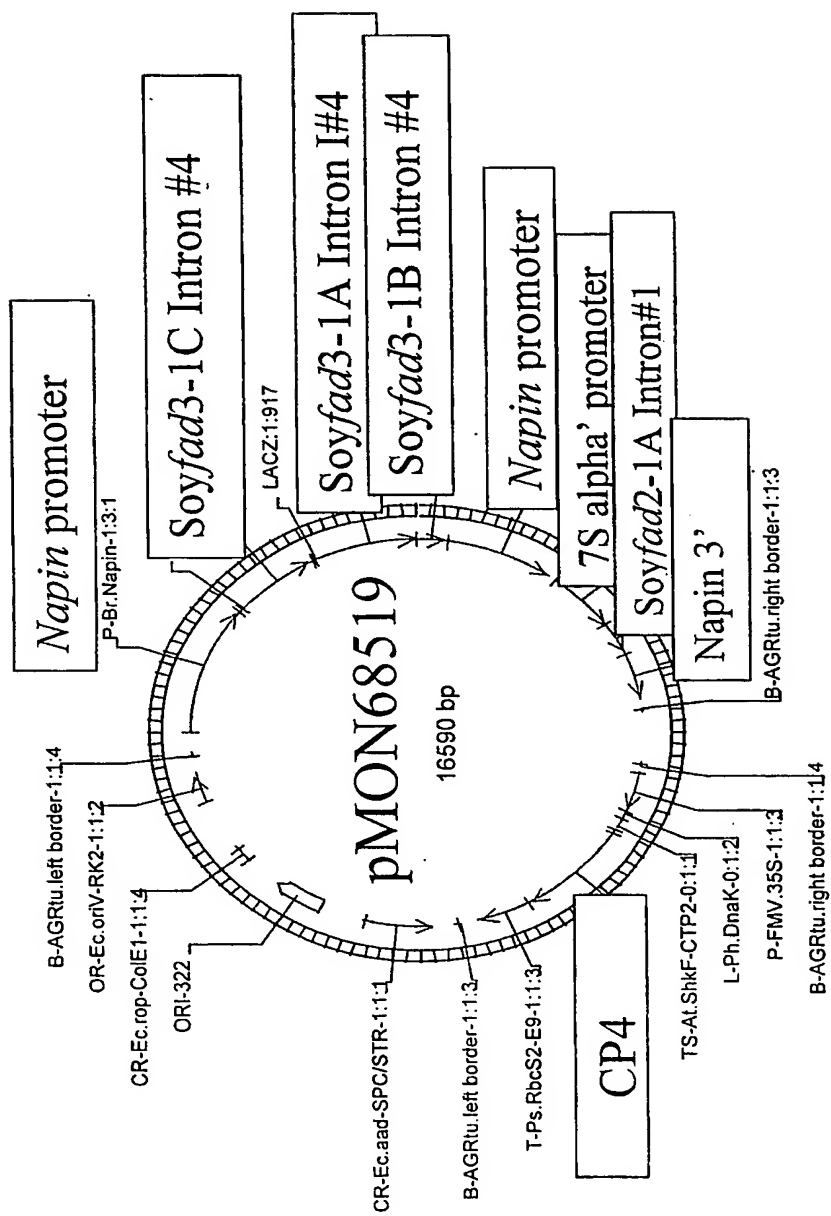 Napin promoter
P-Br.Napin-1:3:1
Soyfad3-1C Intron #4
LACZ:1:917
Soyfad3-1A Intron I#4
Soyfad3-1B Intron #4
Napin promoter
7S alpha' promoter
Soyfad2-1A Intron#1
Napin 3’
B-AGRtu.right border-1:1:3
B-AGRtu.left border-1:1:4
OR-Ec.oriV-RK2-1:1:2
CR-Ec.rop-ColE1-1:1:4
ORI-322
pMON68519
16590 bp
CR-Ec.aad-SPC/STR-1:1:1
B-AGRtu.left border-1:1:3
T-Ps.RbcS2-E9-1:1:3
CP4
TS-At.ShkF-CTP2-0:1:1
L-Ph.DnaK-0:1:2
P-FMV.35S-1:1:3
B-AGRtu.right border-1:1:4